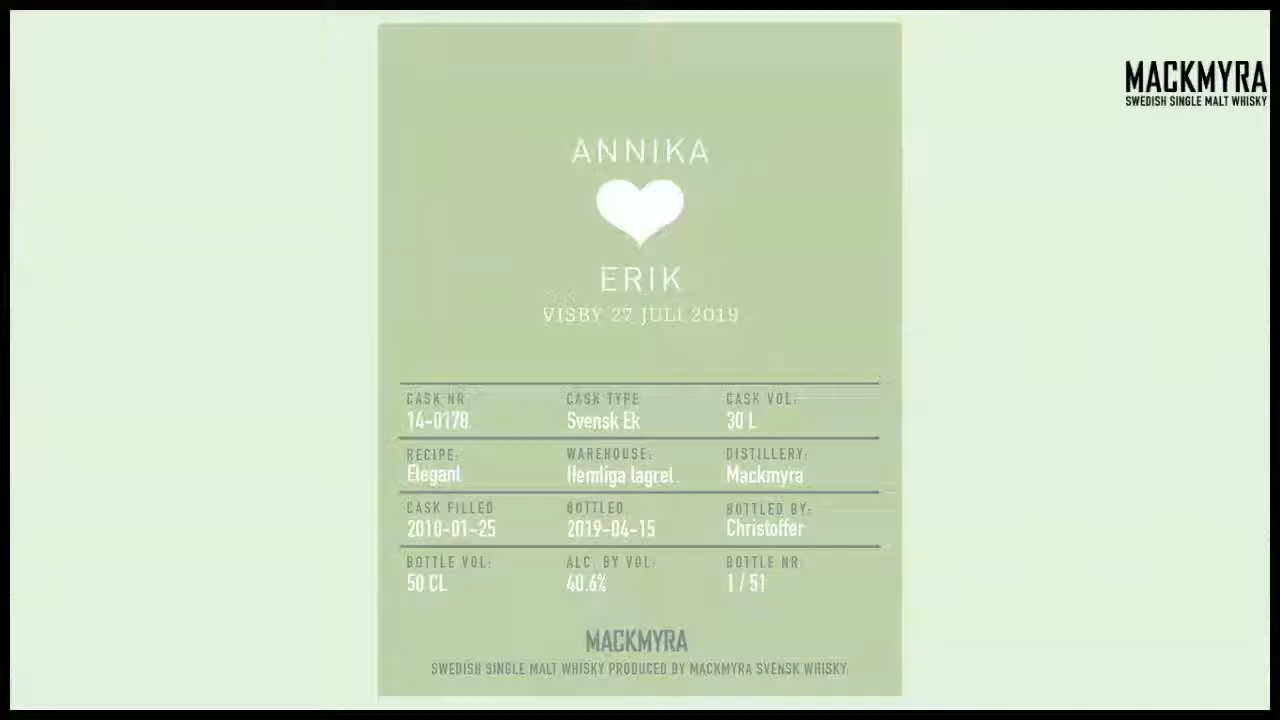 MACKMYRA
SWEDISH SINGLE MALT WHISKY
ANNIKA
ERIK
VISBY 27 JULI 2019
CASK NR CASK TYPE CASK VOL:
14-0178 Svensk Ek 30 L
RECIPE: WAREHOUSE: DISTILLERY:
Elegant Hemliga lagret Mackmyra
CASK FILLED BOTTLED BOTTLED BY:
2010-01-25 2019-04-15 Christoffer
BOTTLE VOL: ALC. BY VOL: BOTTLE NR:
50 CL 40.6% 1 / 51
MACKMYRA
SWEDISH SINGLE MALT WHISKY PRODUCED BY MACKMYRA SVENSK WHISKY